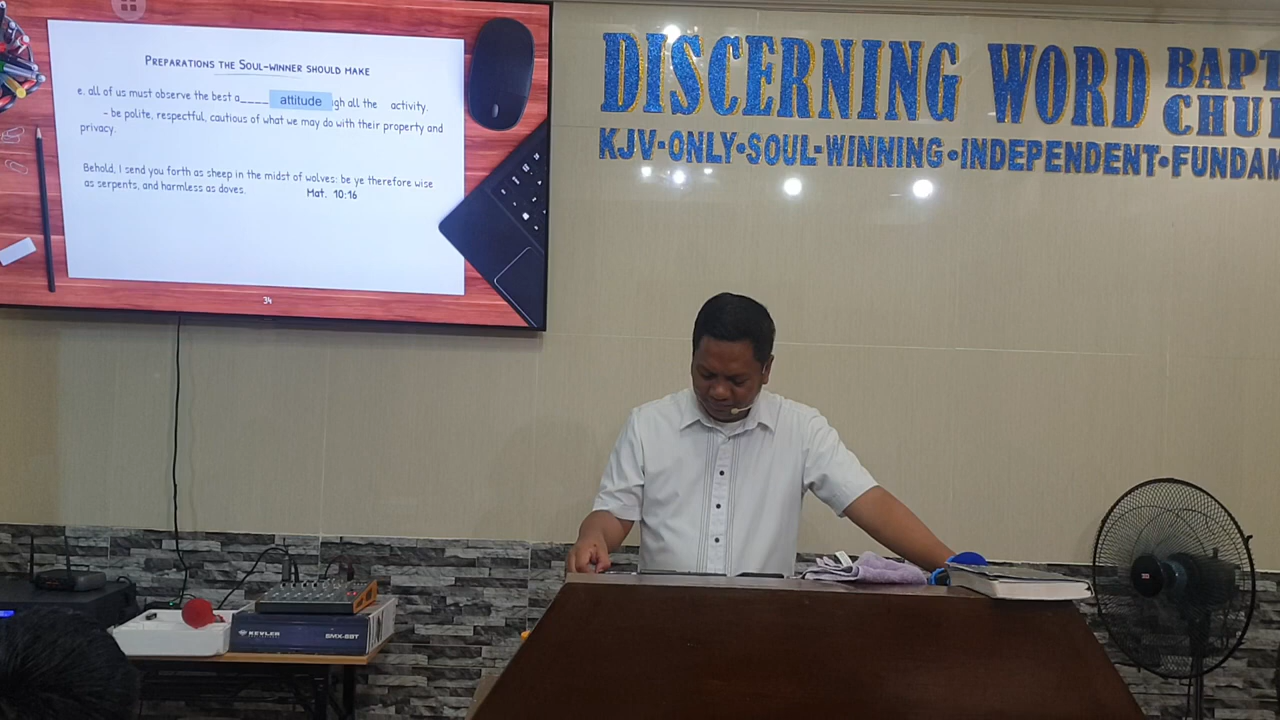 PREPARATIONS THE SOUL-WINNER SHOULD MAKE
e. all of us must observe the best a____ attitude all the activity.
- be polite, respectful, cautious of what we may do with their property and
privacy.
Behold, I send you forth as sheep in the midst of wolves: be ye therefore wise
as serpents, and harmless as doves. Mat. 10:16
34
DISCERNING WORD
BAPT
CHU
KJV-ONLY•SOUL-WINNING•INDEPENDENT•FUNDAM
KEVLER
SMX-88T